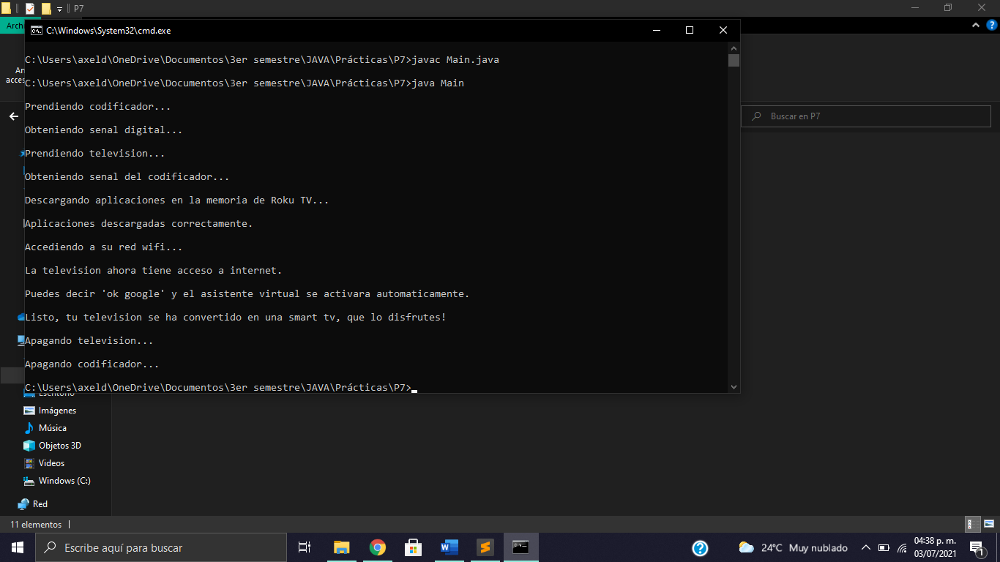 P7
Archi
C:\Windows\System32\cmd.exe
An
acces
Buscar en P7
C:\Users\axeld\OneDrive\Documentos\3er semestre\JAVA\Prácticas\P7>javac Main.java
C:\Users\axeld\OneDrive\Documentos\3er semestre\JAVA\Prácticas\P7>java Main
Prendiendo codificador...
Obteniendo senal digital...
Prendiendo television...
Obteniendo senal del codificador...
Descargando aplicaciones en la memoria de Roku TV...
Aplicaciones descargadas correctamente.
Accediendo a su red wifi...
La television ahora tiene acceso a internet.
Puedes decir 'ok google' y el asistente virtual se activara automaticamente.
Listo, tu television se ha convertido en una smart tv, que lo disfrutes!
Apagando television...
Apagando codificador...
C:\Users\axeld\OneDrive\Documentos\3er semestre\JAVA\Prácticas\P7>
Escritorio
Imágenes
Música
Objetos 3D
Videos
Windows (C:)
Red
11 elementos
Escribe aquí para buscar
24°C Muy nublado
04:38 p. m.
03/07/2021
1